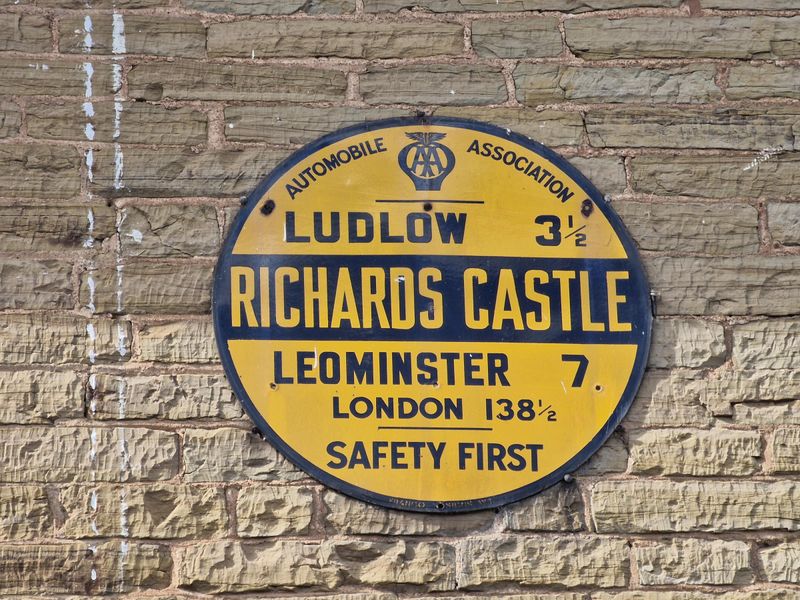 AUTOMOBILE AA ASSOCIATION
LUDLOW 3½
RICHARDS CASTLE
LEOMINSTER 7
LONDON 138½
SAFETY FIRST